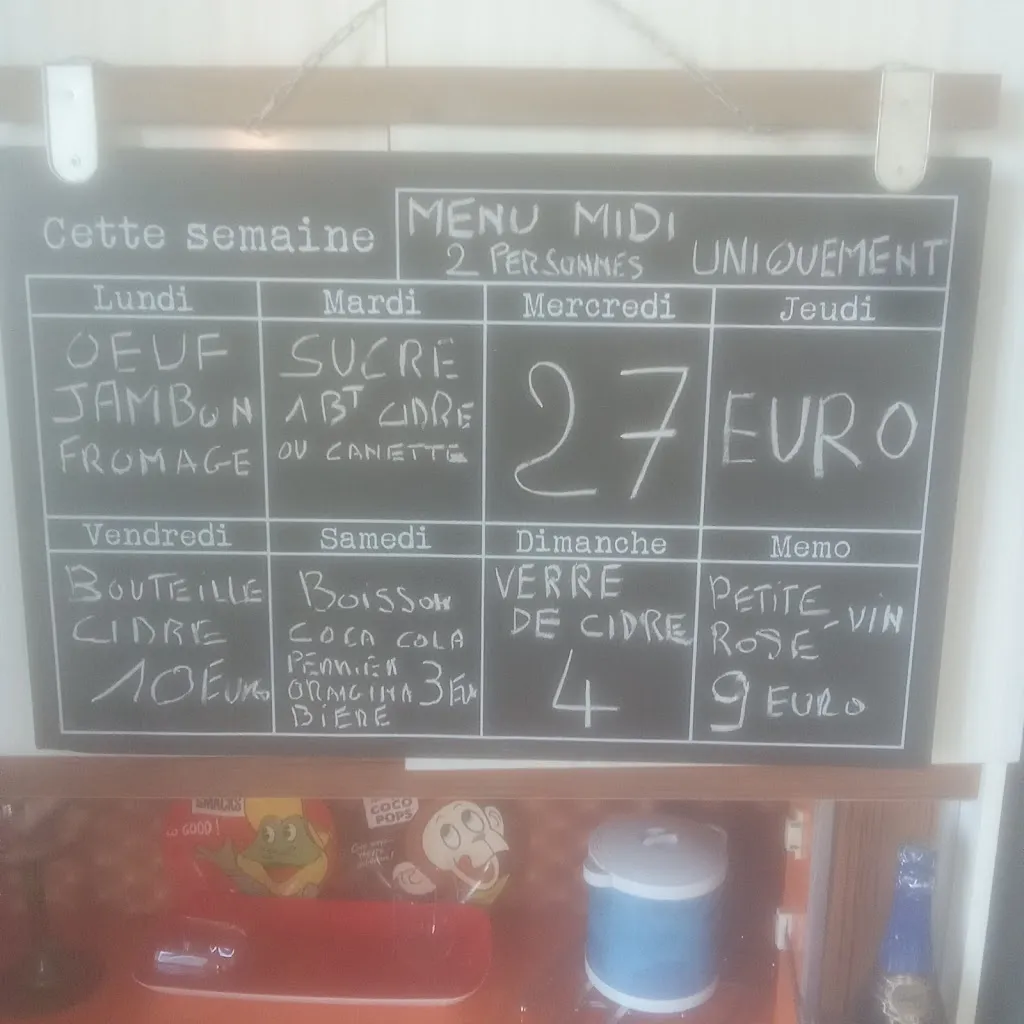 Cette semaine
MENU MIDI
2 PERSONNES UNIQUEMENT
Lundi
OEUF
JAMBON
FROMAGE
Mardi
SUCRE
1 BT CIDRE
OU CANETTE
Mercredi
27
Jeudi
EURO
Vendredi
BOUTEILLE
CIDRE
10 EURO
Samedi
BOISSON
COCA COLA
PERRIER
ORANGINA 3 EU
BIERE
Dimanche
VERRE
DE CIDRE
4
Memo
PETITE - VIN
ROSE
9 EURO
SMACKS
GOOD!
COCO
POPS